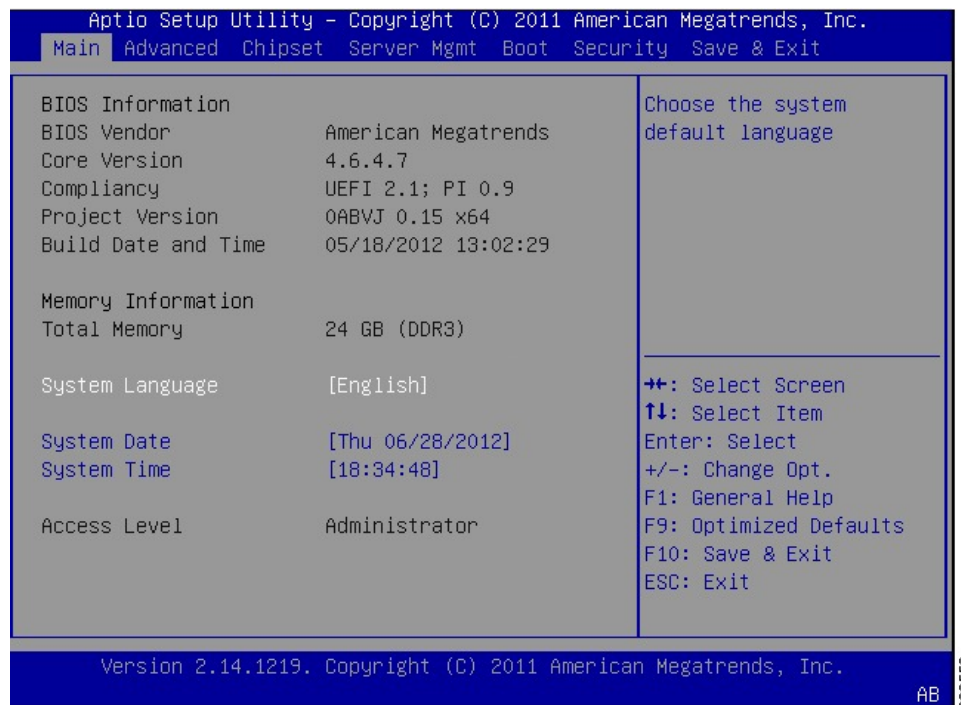 Aptio Setup Utility – Copyright (C) 2011 American Megatrends, Inc.
Main Advanced Chipset Server Mgmt Boot Security Save & Exit
BIOS Information
BIOS Vendor American Megatrends
Core Version 4.6.4.7
Compliancy UEFI 2.1; PI 0.9
Project Version 0ABVJ 0.15 x64
Build Date and Time 05/18/2012 13:02:29
Memory Information
Total Memory 24 GB (DDR3)
System Language [English]
System Date [Thu 06/28/2012]
System Time [18:34:48]
Access Level Administrator
Choose the system
default language
→←: Select Screen
↑↓: Select Item
Enter: Select
+/-: Change Opt.
F1: General Help
F9: Optimized Defaults
F10: Save & Exit
ESC: Exit
Version 2.14.1219. Copyright (C) 2011 American Megatrends, Inc.
AB